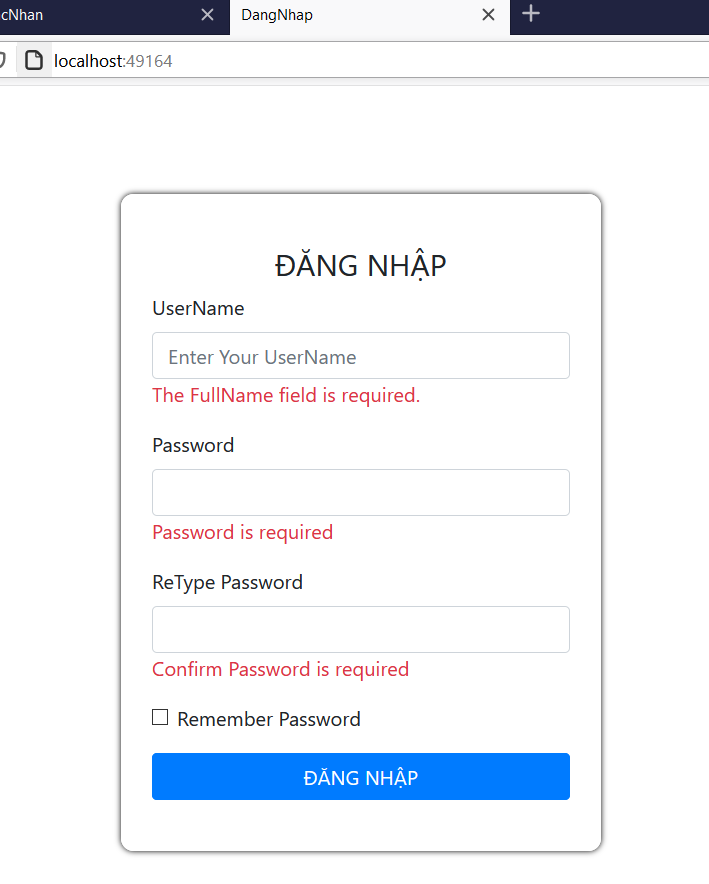 cNhan
DangNhap
localhost:49164
ĐĂNG NHẬP
UserName
Enter Your UserName
The FullName field is required.
Password
Password is required
ReType Password
Confirm Password is required
Remember Password
ĐĂNG NHẬP